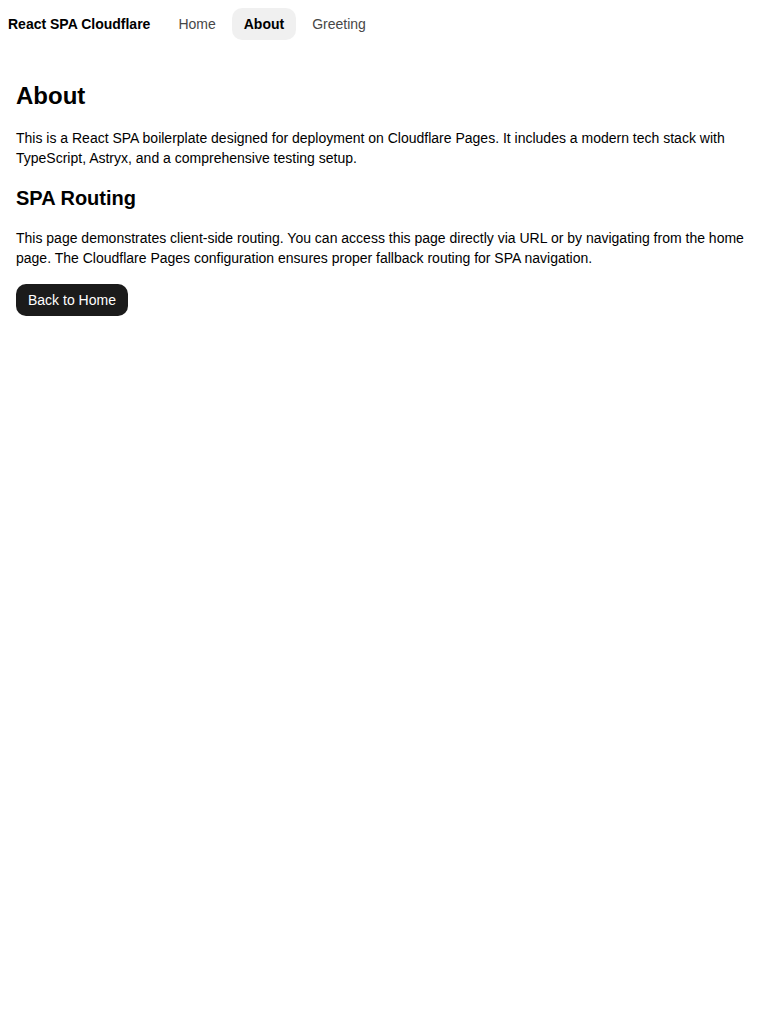 React SPA Cloudflare Home About Greeting
About
This is a React SPA boilerplate designed for deployment on Cloudflare Pages. It includes a modern tech stack with
TypeScript, Astryx, and a comprehensive testing setup.
SPA Routing
This page demonstrates client-side routing. You can access this page directly via URL or by navigating from the home
page. The Cloudflare Pages configuration ensures proper fallback routing for SPA navigation.
Back to Home